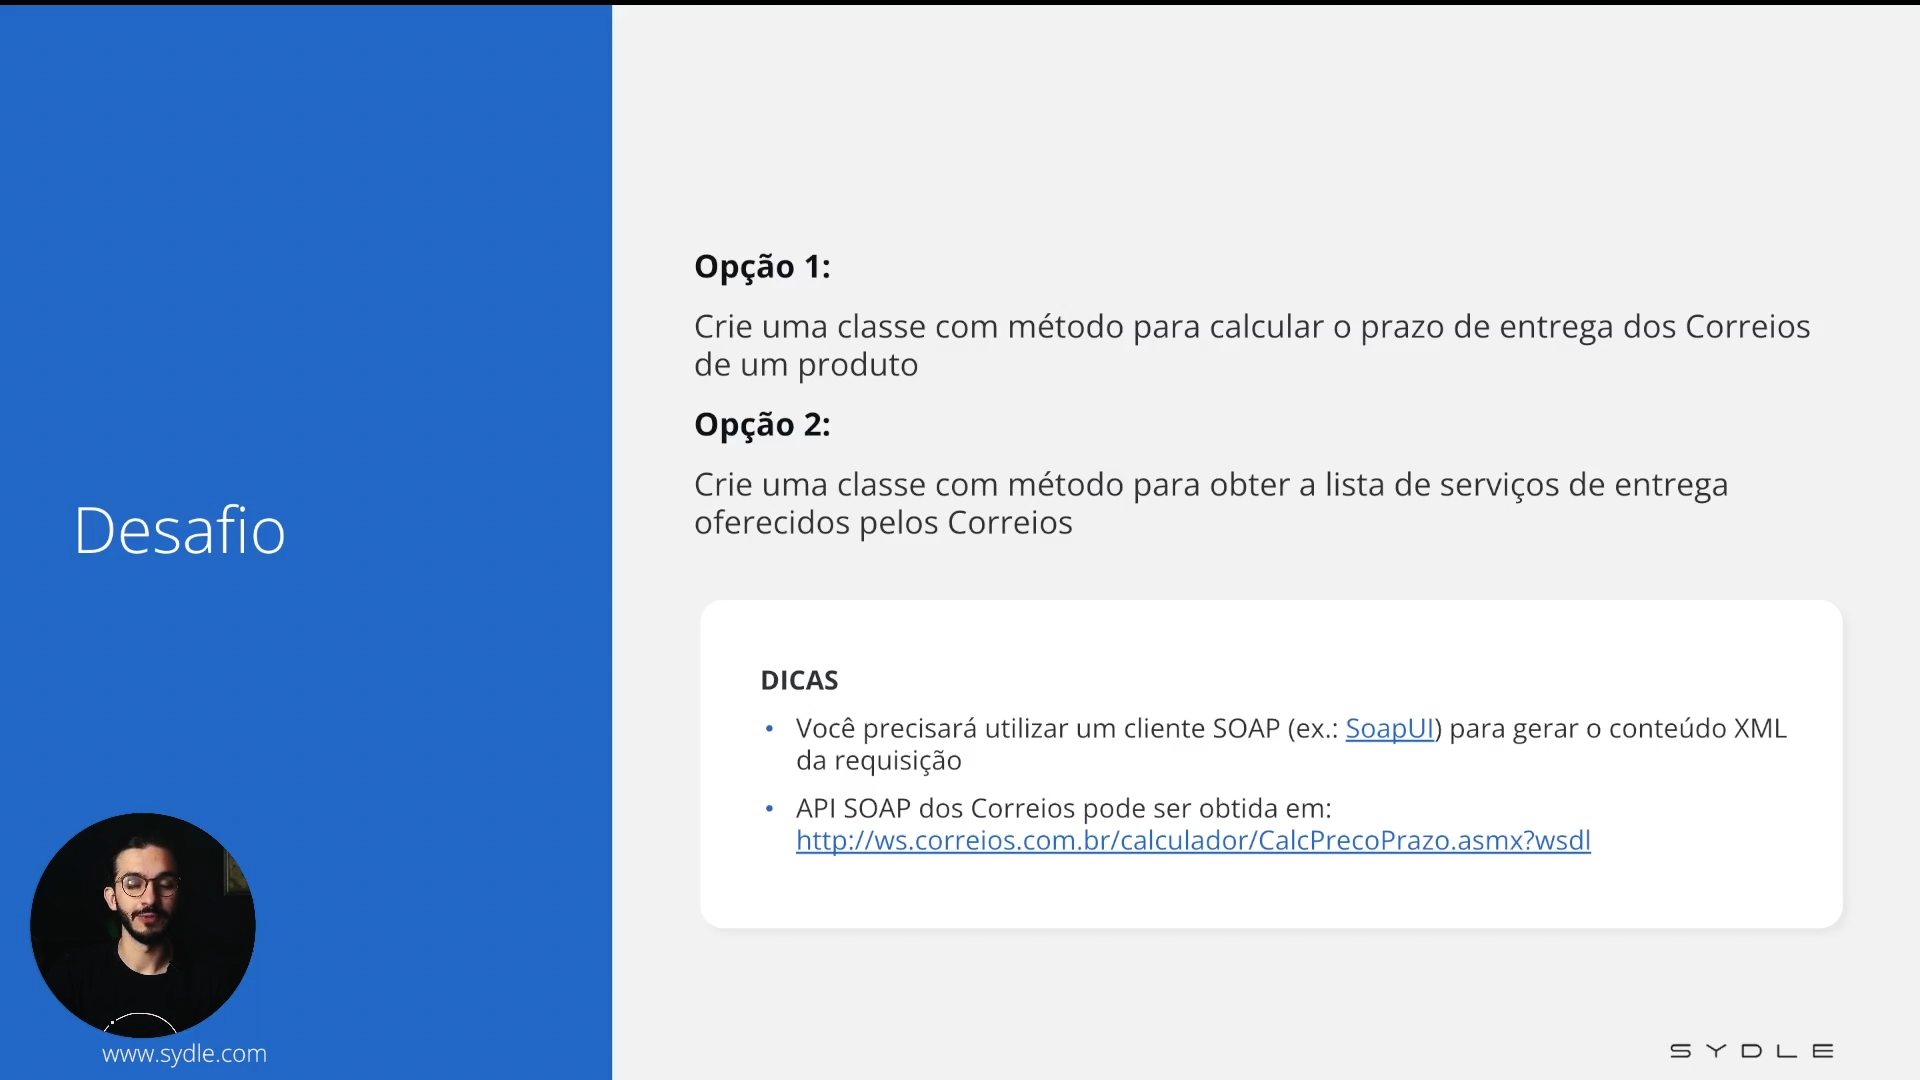 Desafio
www.sydle.com
Opção 1:
Crie uma classe com método para calcular o prazo de entrega dos Correios
de um produto
Opção 2:
Crie uma classe com método para obter a lista de serviços de entrega
oferecidos pelos Correios
DICAS
• Você precisará utilizar um cliente SOAP (ex.: SoapUI) para gerar o conteúdo XML
da requisição
• API SOAP dos Correios pode ser obtida em:
http://ws.correios.com.br/calculador/CalcPrecoPrazo.asmx?wsdl
SYDLE